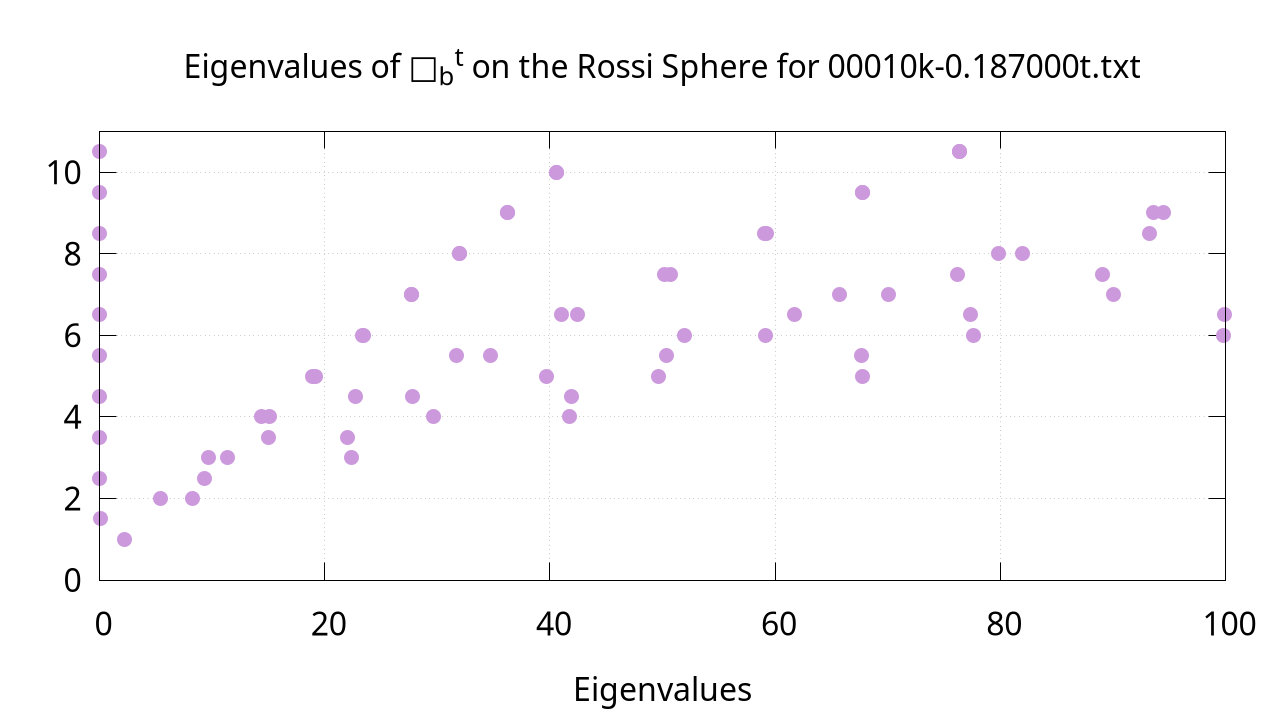 Eigenvalues of □bᵗ on the Rossi Sphere for 00010k-0.187000t.txt
10
8
6
4
2
0
0 20 40 60 80 100
Eigenvalues